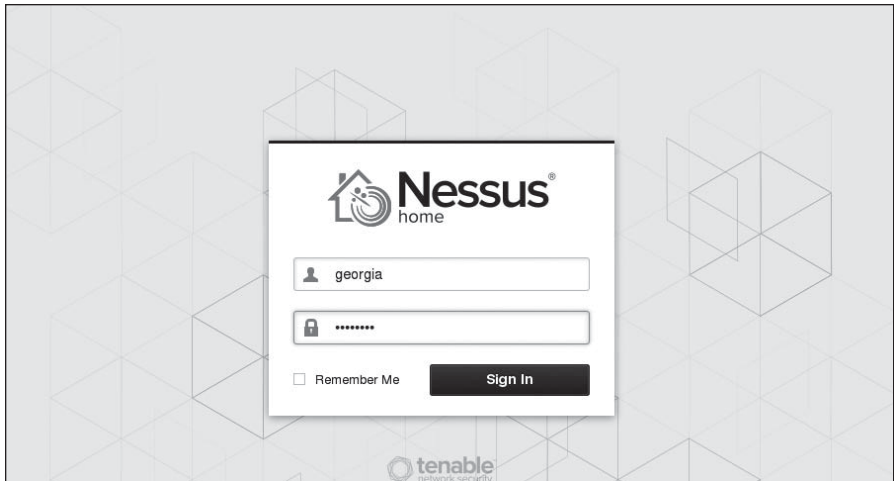 Nessus®
home
georgia
••••••••
Remember Me
Sign In
tenable
network security